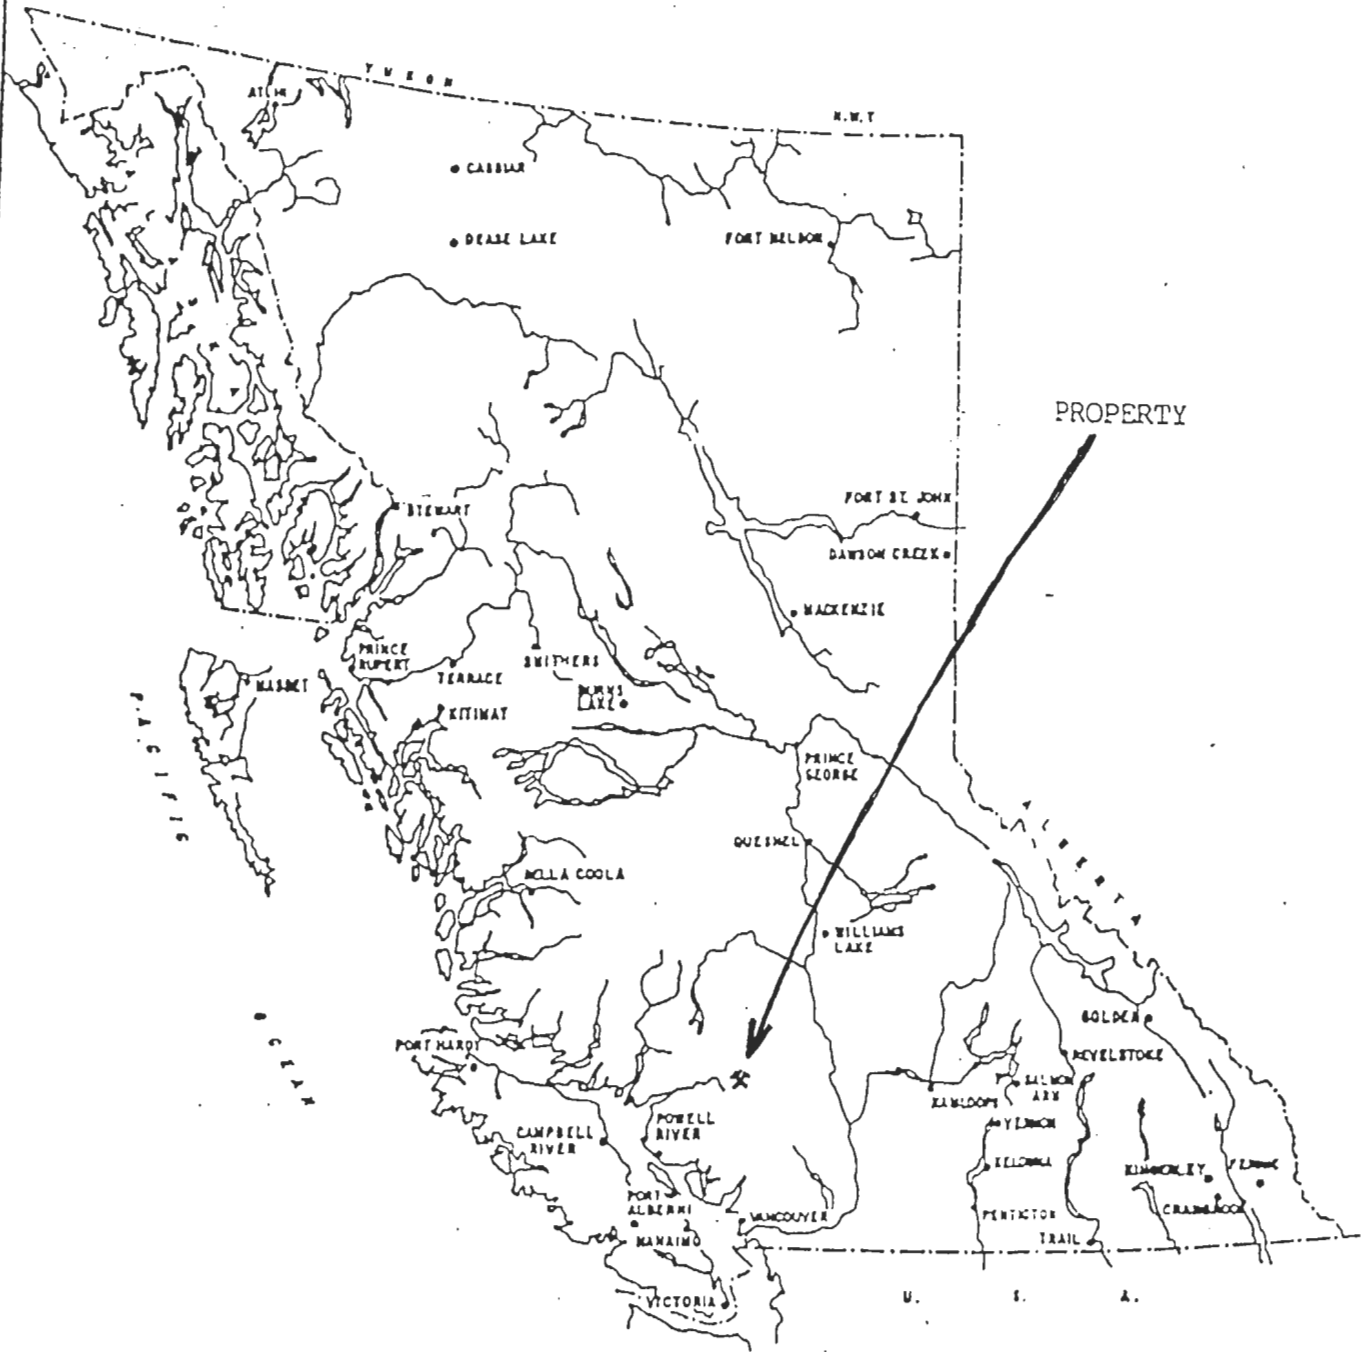 YUKON
N.W.T
ATLIN
CASSIAR
DEASE LAKE
FORT NELSON
PROPERTY
STEWART
FORT ST. JOHN
DAWSON CREEK
MACKENZIE
PRINCE
RUPERT
TERRACE
SMITHERS
BURNS
LAKE
MASSET
KITIMAT
PRINCE
GEORGE
PACIFIC
OCEAN
ALBERTA
QUESNEL
BELLA COOLA
WILLIAMS
LAKE
GOLDEN
PORT HARDY
REVELSTOKE
SALMON
ARM
KAMLOOPS
VERNON
POWELL
RIVER
CAMPBELL
RIVER
KELOWNA
KIMBERLEY
FERNIE
CRANBROOK
PORT
ALBERNI
VANCOUVER
PENTICTON
NANAIMO
TRAIL
VICTORIA
U. S. A.